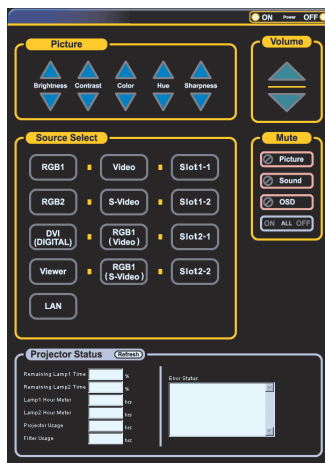 ON Power OFF
Picture
Brightness Contrast Color Hue Sharpness
Volume
Source Select
RGB1 Video Slot1-1
RGB2 S-Video Slot1-2
DVI
(DIGITAL)
RGB1
(Video)
Slot2-1
Viewer
RGB1
(S-Video)
Slot2-2
LAN
Mute
Picture
Sound
OSD
ON ALL OFF
Projector Status Refresh
Remaining Lamp1 Time %
Remaining Lamp2 Time %
Lamp1 Hour Meter hrs
Lamp2 Hour Meter hrs
Projector Usage hrs
Filter Usage hrs
Error Status